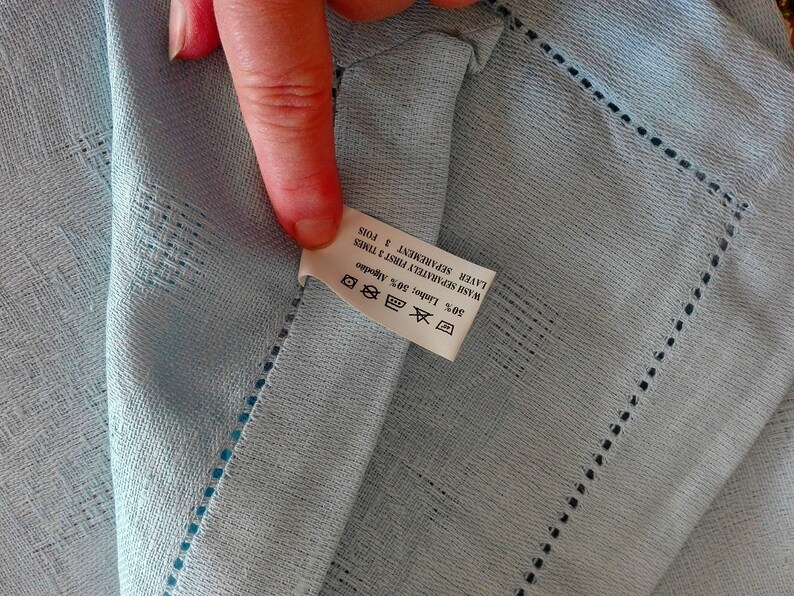 50% Linho; 50% Algodão
WASH SEPARATELY FIRST 3 TIMES
LAVER SEPAREMENT 3 FOIS